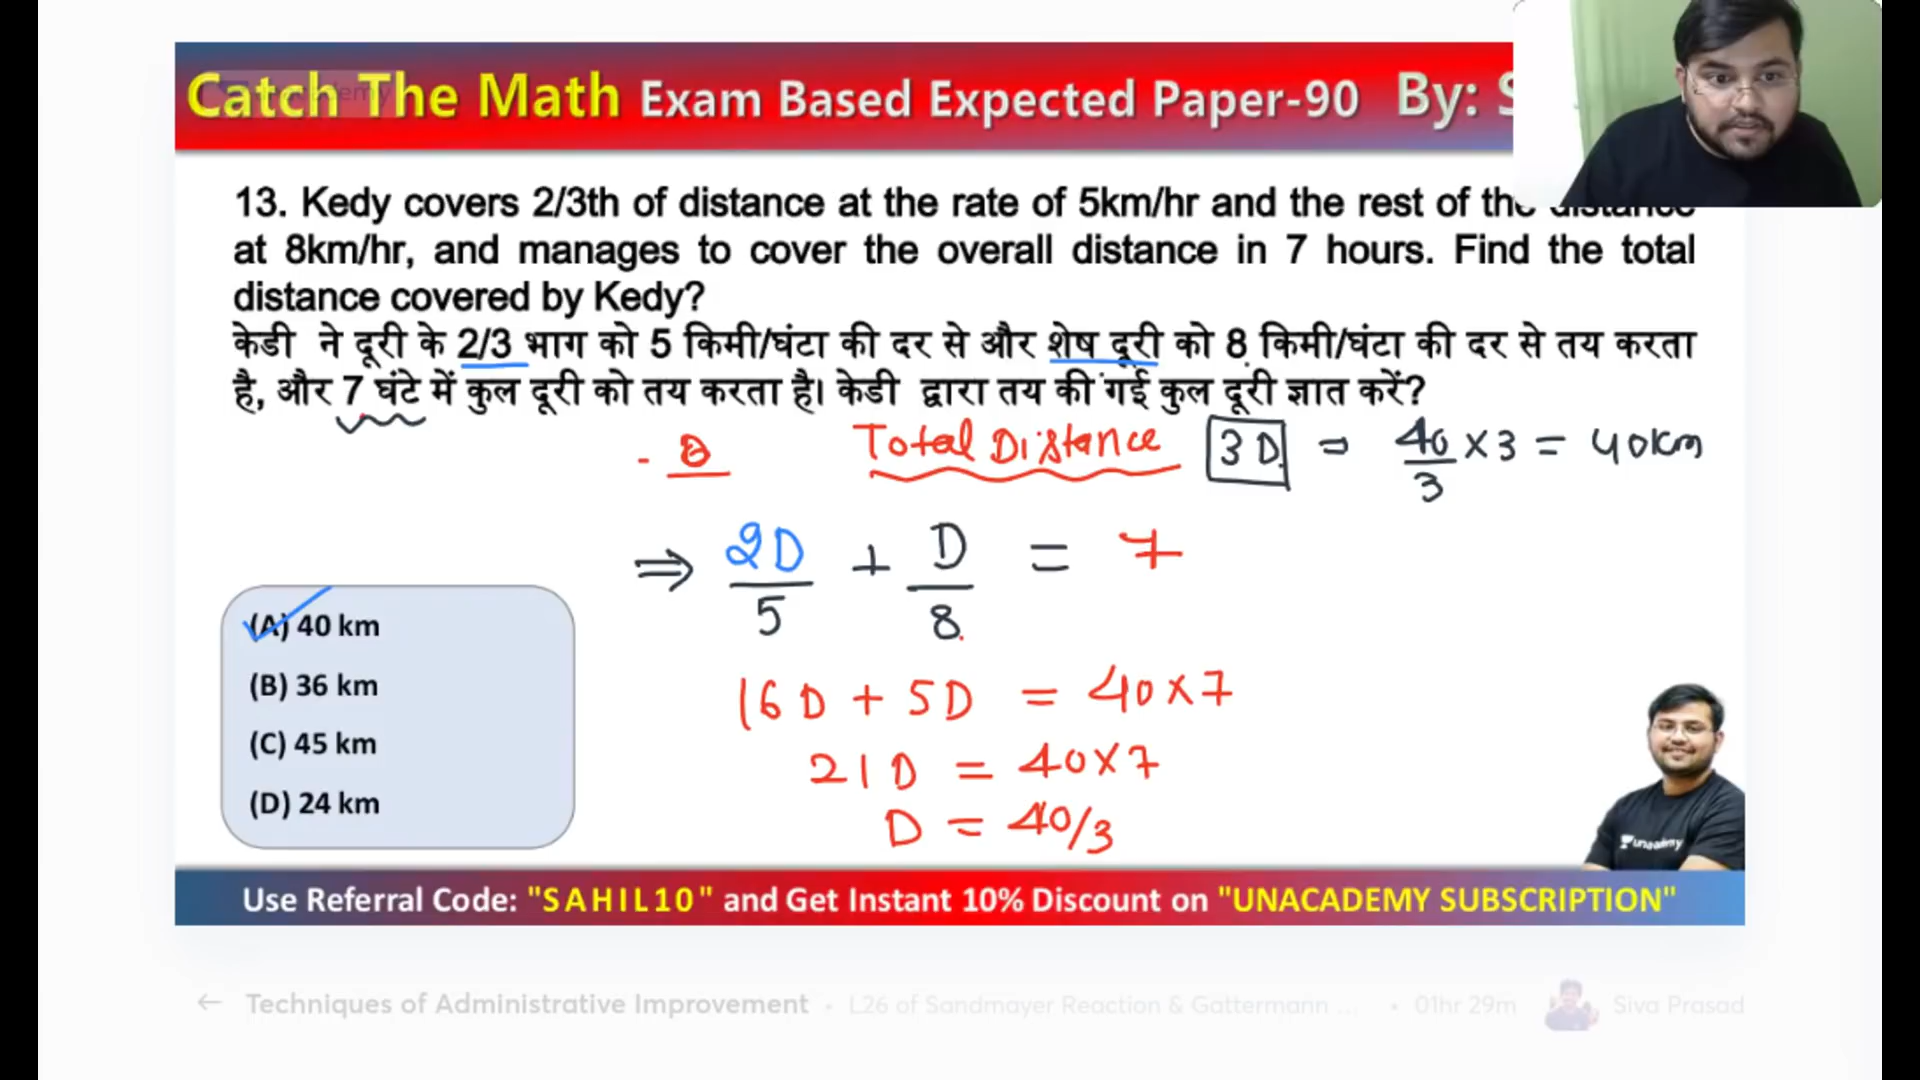 Catch The Math Exam Based Expected Paper-90 By: S
13. Kedy covers 2/3th of distance at the rate of 5km/hr and the rest of the distance
at 8km/hr, and manages to cover the overall distance in 7 hours. Find the total
distance covered by Kedy?
केडी ने दूरी के 2/3 भाग को 5 किमी/घंटा की दर से और शेष दूरी को 8 किमी/घंटा की दर से तय करता
है, और 7 घंटे में कुल दूरी को तय करता है। केडी द्वारा तय की गई कुल दूरी ज्ञात करें?
Total Distance 3D = 40/3 × 3 = 40km
⇒ 2D/5 + D/8 = 7
16D + 5D = 40×7
21D = 40×7
D = 40/3
(A) 40 km
(B) 36 km
(C) 45 km
(D) 24 km
unacademy
Use Referral Code: "SAHIL10" and Get Instant 10% Discount on "UNACADEMY SUBSCRIPTION"
← Techniques of Administrative Improvement • L26 of Sandmayer Reaction & Gattermann ... • 01hr 29m Siva Prasad